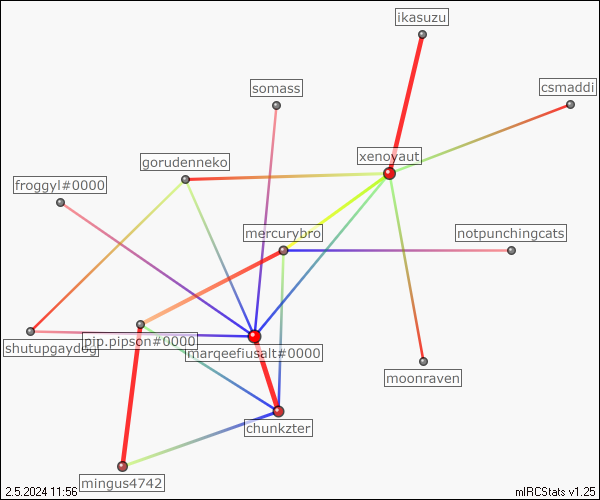 ikasuzu
somass
csmaddi
xenoyaut
gorudenneko
froggyl#0000
mercurybro
notpunchingcats
shutupgaydog
pip.pipson#0000
marqeefiusalt#0000
moonraven
chunkzter
mingus4742
2.5.2024 11:56
mIRCStats v1.25